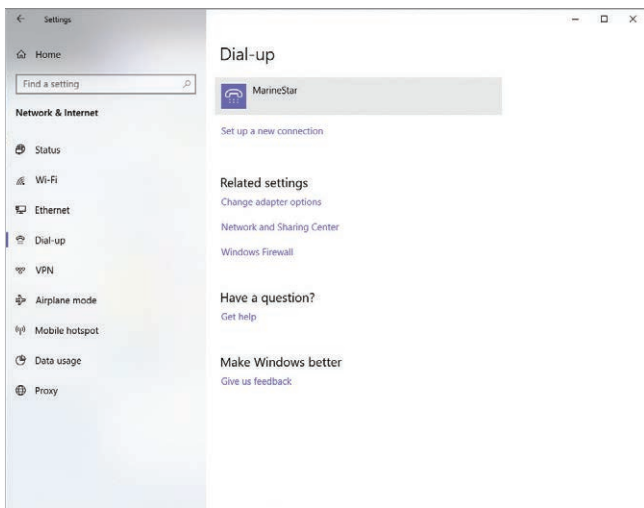 Settings
Home
Find a setting
Network & Internet
Status
Wi-Fi
Ethernet
Dial-up
VPN
Airplane mode
Mobile hotspot
Data usage
Proxy
Dial-up
MarineStar
Set up a new connection
Related settings
Change adapter options
Network and Sharing Center
Windows Firewall
Have a question?
Get help
Make Windows better
Give us feedback